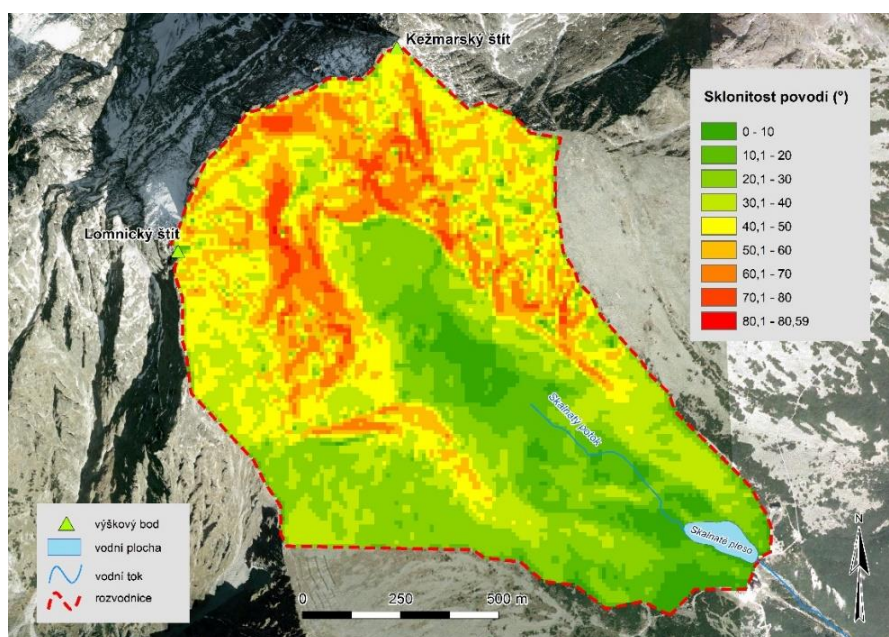 Kežmarský štít
Lomnický štít
Sklonitost povodí (°)
0 - 10
10,1 - 20
20,1 - 30
30,1 - 40
40,1 - 50
50,1 - 60
60,1 - 70
70,1 - 80
80,1 - 80,59
Skalnatý potok
Skalnaté pleso
výškový bod
vodní plocha
vodní tok
rozvodnice
0 250 500 m
N